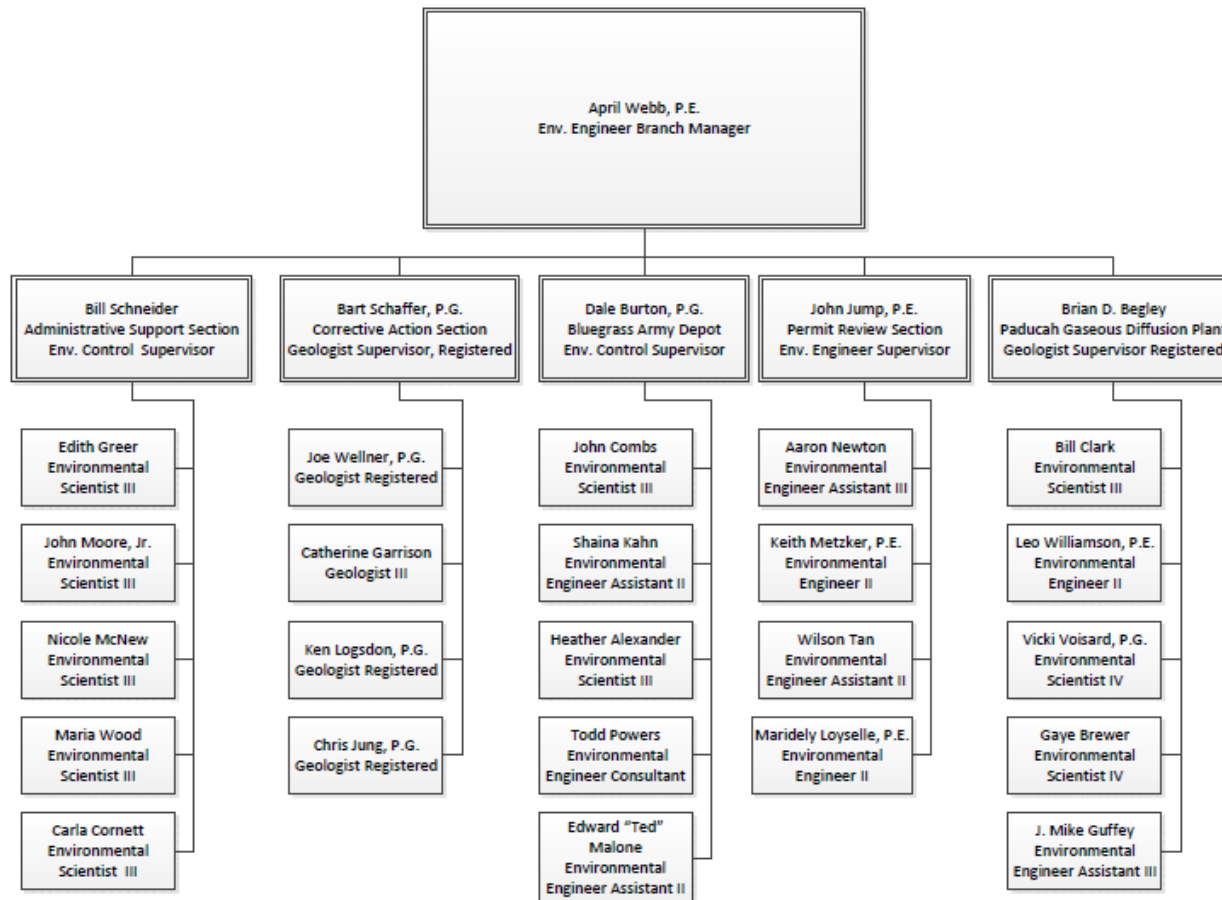 April Webb, P.E.
Env. Engineer Branch Manager
Bill Schneider
Administrative Support Section
Env. Control Supervisor
Bart Schaffer, P.G.
Corrective Action Section
Geologist Supervisor, Registered
Dale Burton, P.G.
Bluegrass Army Depot
Env. Control Supervisor
John Jump, P.E.
Permit Review Section
Env. Engineer Supervisor
Brian D. Begley
Paducah Gaseous Diffusion Plant
Geologist Supervisor Registered
Edith Greer
Environmental
Scientist III
John Moore, Jr.
Environmental
Scientist III
Nicole McNew
Environmental
Scientist III
Maria Wood
Environmental
Scientist III
Carla Cornett
Environmental
Scientist III
Joe Wellner, P.G.
Geologist Registered
Catherine Garrison
Geologist III
Ken Logsdon, P.G.
Geologist Registered
Chris Jung, P.G.
Geologist Registered
John Combs
Environmental
Scientist III
Shaina Kahn
Environmental
Engineer Assistant II
Heather Alexander
Environmental
Scientist III
Todd Powers
Environmental
Engineer Consultant
Edward “Ted”
Malone
Environmental
Engineer Assistant II
Aaron Newton
Environmental
Engineer Assistant III
Keith Metzker, P.E.
Environmental
Engineer II
Wilson Tan
Environmental
Engineer Assistant II
Maridely Loyselle, P.E.
Environmental
Engineer II
Bill Clark
Environmental
Scientist III
Leo Williamson, P.E.
Environmental
Engineer II
Vicki Voisard, P.G.
Environmental
Scientist IV
Gaye Brewer
Environmental
Scientist IV
J. Mike Guffey
Environmental
Engineer Assistant III